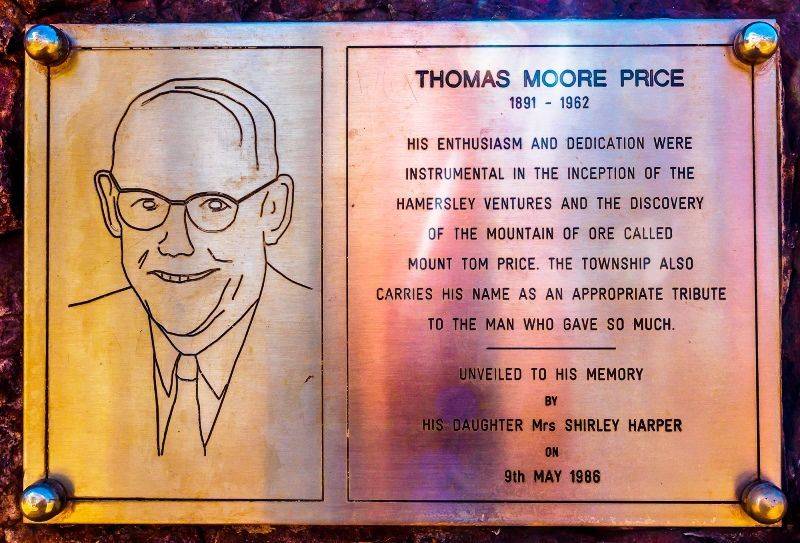 THOMAS MOORE PRICE
1891 - 1962
HIS ENTHUSIASM AND DEDICATION WERE
INSTRUMENTAL IN THE INCEPTION OF THE
HAMERSLEY VENTURES AND THE DISCOVERY
OF THE MOUNTAIN OF ORE CALLED
MOUNT TOM PRICE. THE TOWNSHIP ALSO
CARRIES HIS NAME AS AN APPROPRIATE TRIBUTE
TO THE MAN WHO GAVE SO MUCH.
UNVEILED TO HIS MEMORY
BY
HIS DAUGHTER Mrs SHIRLEY HARPER
ON
9th MAY 1986